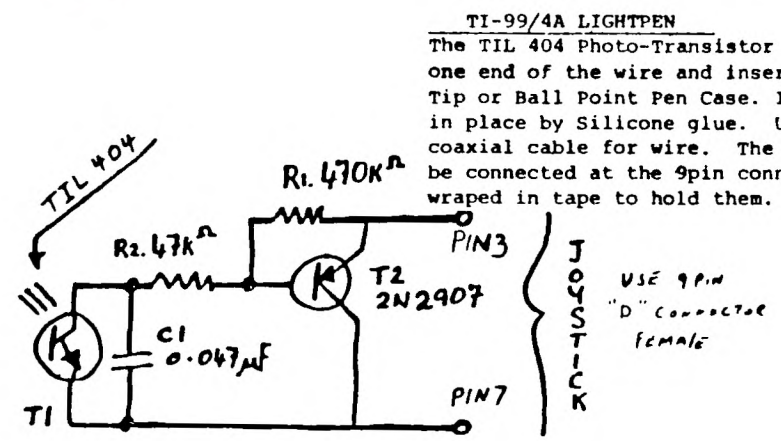 TI-99/4A LIGHTPEN
The TIL 404 Photo-Transistor
one end of the wire and inser
Tip or Ball Point Pen Case. I
in place by Silicone glue. U
coaxial cable for wire. The
be connected at the 9pin conn
wraped in tape to hold them.
TIL 404
R1. 470KΩ
R2. 47KΩ
PIN3
T2
2N2907
C1
0.047µF
T1
PIN7
JOYSTICK
USE 9 PIN
"D" CONNECTOR
FEMALE